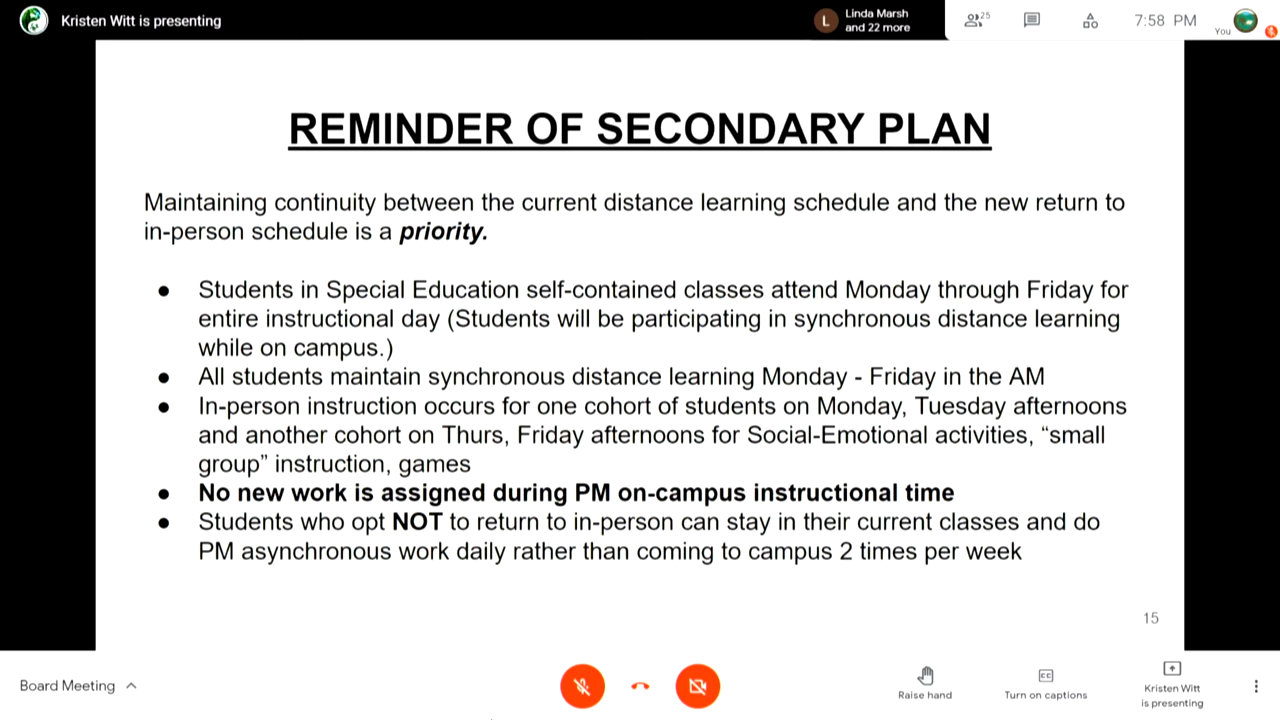 Kristen Witt is presenting
L
Linda Marsh
and 22 more
25
7:58 PM
You
REMINDER OF SECONDARY PLAN
Maintaining continuity between the current distance learning schedule and the new return to
in-person schedule is a priority.
● Students in Special Education self-contained classes attend Monday through Friday for
entire instructional day (Students will be participating in synchronous distance learning
while on campus.)
● All students maintain synchronous distance learning Monday - Friday in the AM
● In-person instruction occurs for one cohort of students on Monday, Tuesday afternoons
and another cohort on Thurs, Friday afternoons for Social-Emotional activities, “small
group” instruction, games
● No new work is assigned during PM on-campus instructional time
● Students who opt NOT to return to in-person can stay in their current classes and do
PM asynchronous work daily rather than coming to campus 2 times per week
15
Board Meeting
Raise hand
CC
Turn on captions
Kristen Witt
is presenting